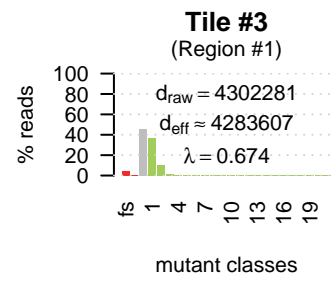 Tile #3
(Region #1)
% reads
100
80
60
40
20
0
d_raw = 4302281
d_eff ≈ 4283607
λ = 0.674
fs 1 4 7 10 13 16 19
mutant classes